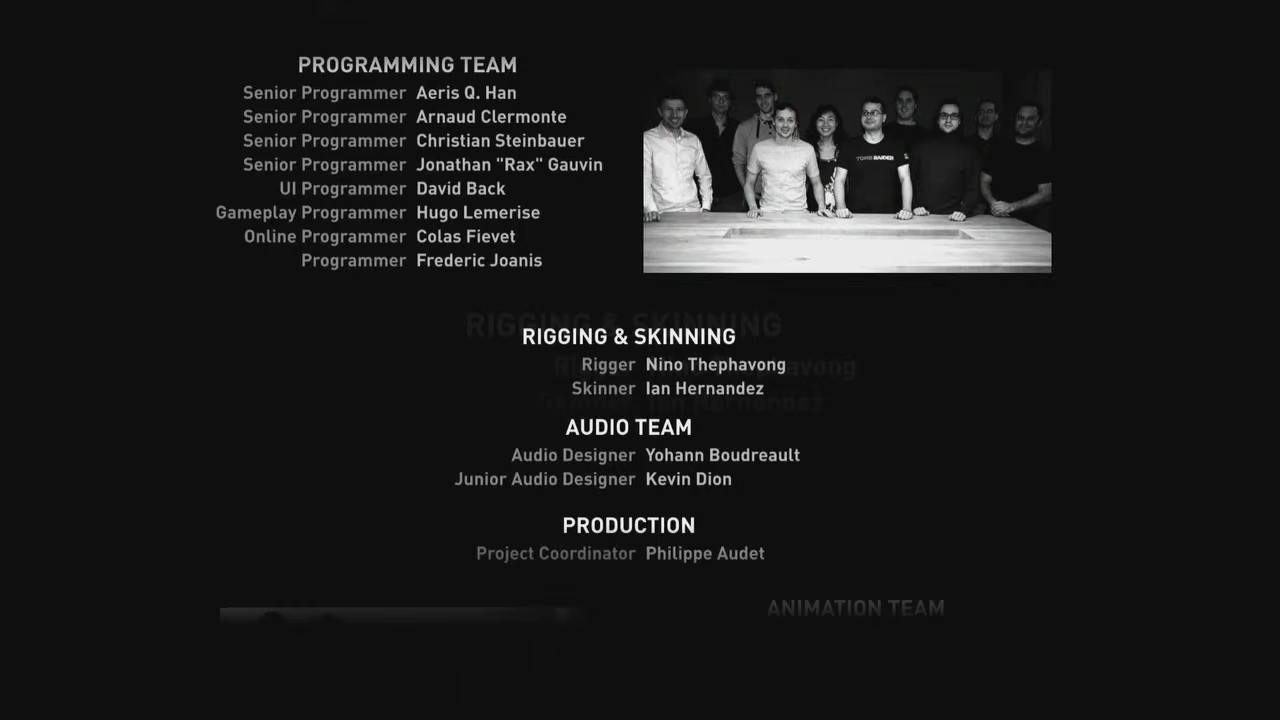 PROGRAMMING TEAM
Senior Programmer Aeris Q. Han
Senior Programmer Arnaud Clermonte
Senior Programmer Christian Steinbauer
Senior Programmer Jonathan "Rax" Gauvin
UI Programmer David Back
Gameplay Programmer Hugo Lemerise
Online Programmer Colas Fievet
Programmer Frederic Joanis
TOMB RAIDER
RIGGING & SKINNING
Rigger Nino Thephavong
Skinner Ian Hernandez
AUDIO TEAM
Audio Designer Yohann Boudreault
Junior Audio Designer Kevin Dion
PRODUCTION
Project Coordinator Philippe Audet
ANIMATION TEAM